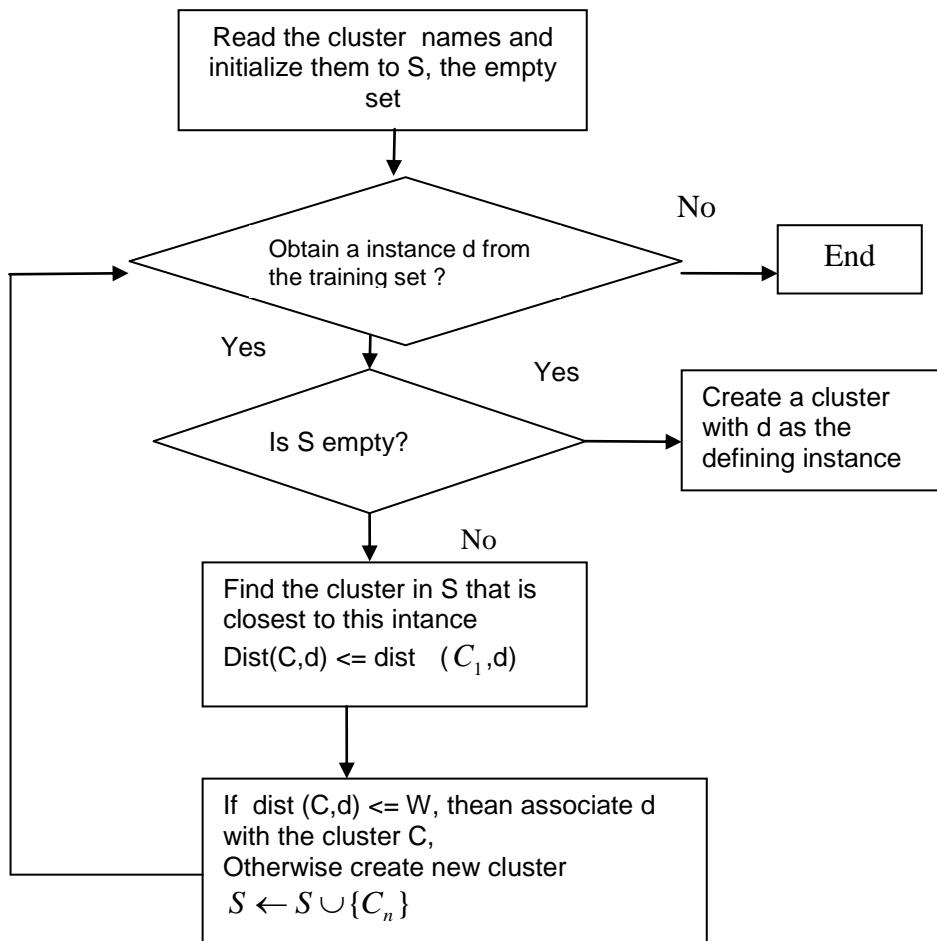 Read the cluster names and
initialize them to S, the empty
set
No
Obtain a instance d from
the training set ?
End
Yes
Yes
Create a cluster
with d as the
defining instance
Is S empty?
No
Find the cluster in S that is
closest to this intance
Dist(C,d) <= dist ( C₁,d)
If dist (C,d) <= W, thean associate d
with the cluster C,
Otherwise create new cluster
S ← S ∪ {Cₙ}